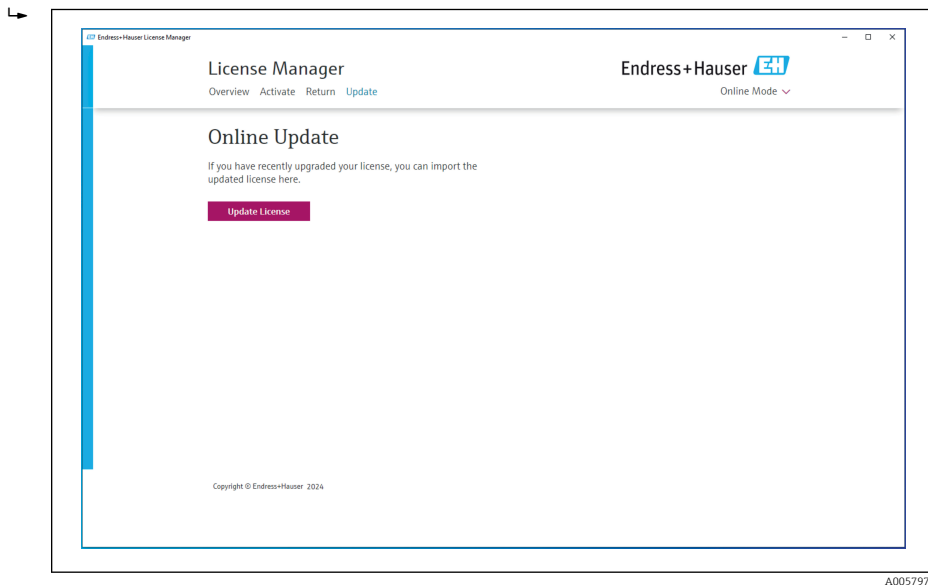 Endress+Hauser License Manager
License Manager
Endress+Hauser EH
Overview Activate Return Update
Online Mode
Online Update
If you have recently upgraded your license, you can import the
updated license here.
Update License
Copyright © Endress+Hauser 2024
A005797